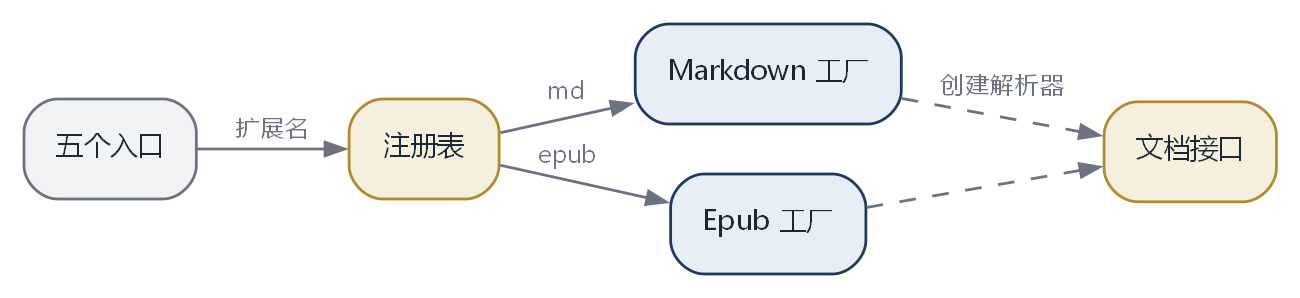 五个入口
扩展名
注册表
md
epub
Markdown 工厂
Epub 工厂
创建解析器
文档接口